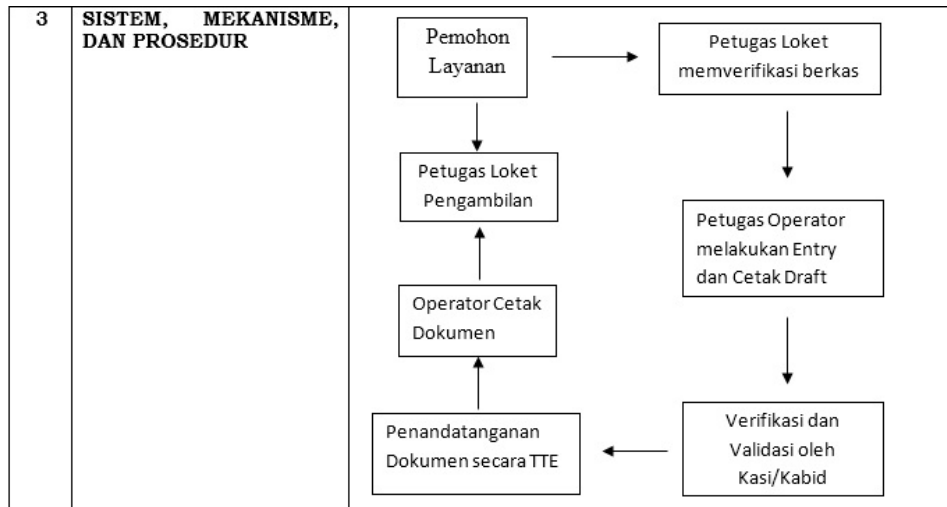 3
SISTEM, MEKANISME,
DAN PROSEDUR
Pemohon
Layanan
Petugas Loket
memverifikasi berkas
Petugas Loket
Pengambilan
Petugas Operator
melakukan Entry
dan Cetak Draft
Operator Cetak
Dokumen
Penandatanganan
Dokumen secara TTE
Verifikasi dan
Validasi oleh
Kasi/Kabid